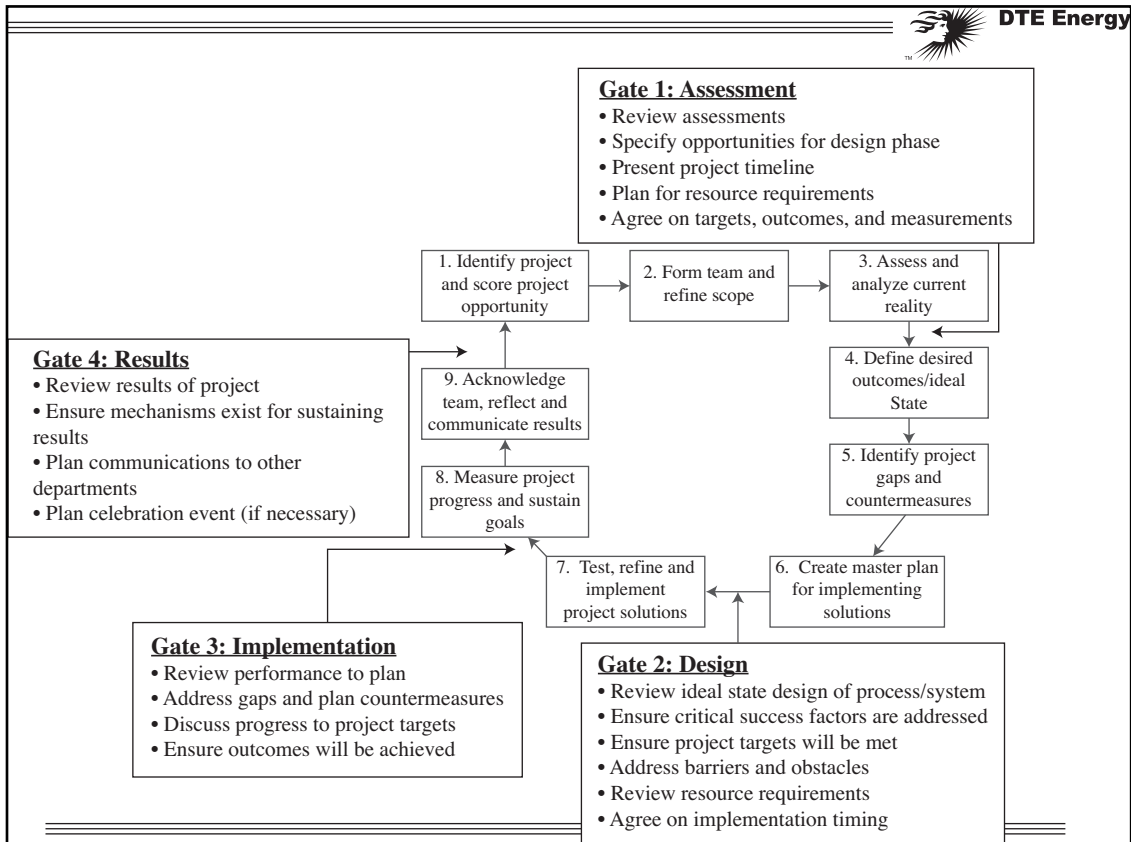 DTE Energy
TM
Gate 1: Assessment
• Review assessments
• Specify opportunities for design phase
• Present project timeline
• Plan for resource requirements
• Agree on targets, outcomes, and measurements
1. Identify project
and score project
opportunity
2. Form team and
refine scope
3. Assess and
analyze current
reality
4. Define desired
outcomes/ideal
State
5. Identify project
gaps and
countermeasures
6. Create master plan
for implementing
solutions
7. Test, refine and
implement
project solutions
8. Measure project
progress and sustain
goals
9. Acknowledge
team, reflect and
communicate results
Gate 4: Results
• Review results of project
• Ensure mechanisms exist for sustaining
results
• Plan communications to other
departments
• Plan celebration event (if necessary)
Gate 3: Implementation
• Review performance to plan
• Address gaps and plan countermeasures
• Discuss progress to project targets
• Ensure outcomes will be achieved
Gate 2: Design
• Review ideal state design of process/system
• Ensure critical success factors are addressed
• Ensure project targets will be met
• Address barriers and obstacles
• Review resource requirements
• Agree on implementation timing